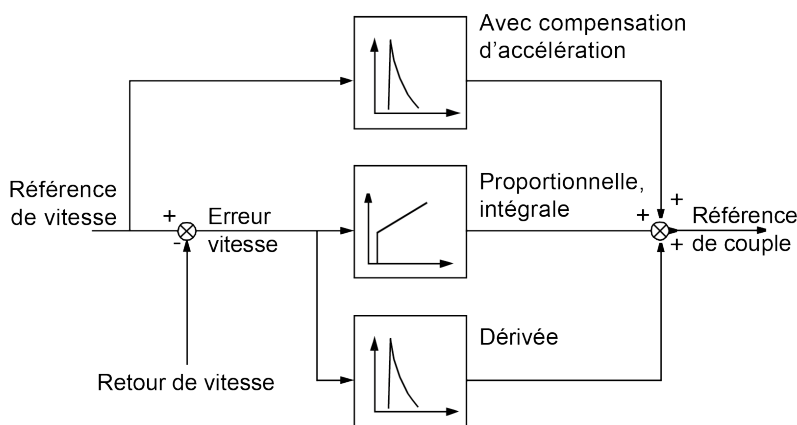 Avec compensation
d’accélération
Référence
de vitesse
+
-
Erreur
vitesse
Proportionnelle,
intégrale
+
+
+
Référence
de couple
Dérivée
Retour de vitesse